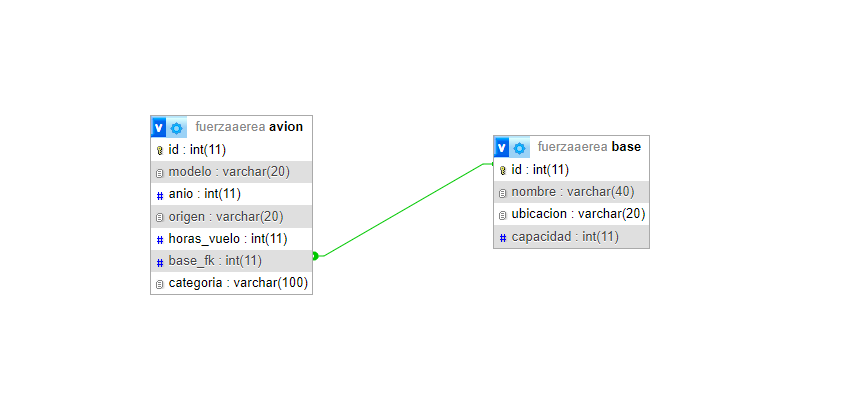 v fuerzaaerea avion
id : int(11)
modelo : varchar(20)
# anio : int(11)
origen : varchar(20)
# horas_vuelo : int(11)
# base_fk : int(11)
categoria : varchar(100)
v fuerzaaerea base
id : int(11)
nombre : varchar(40)
ubicacion : varchar(20)
# capacidad : int(11)